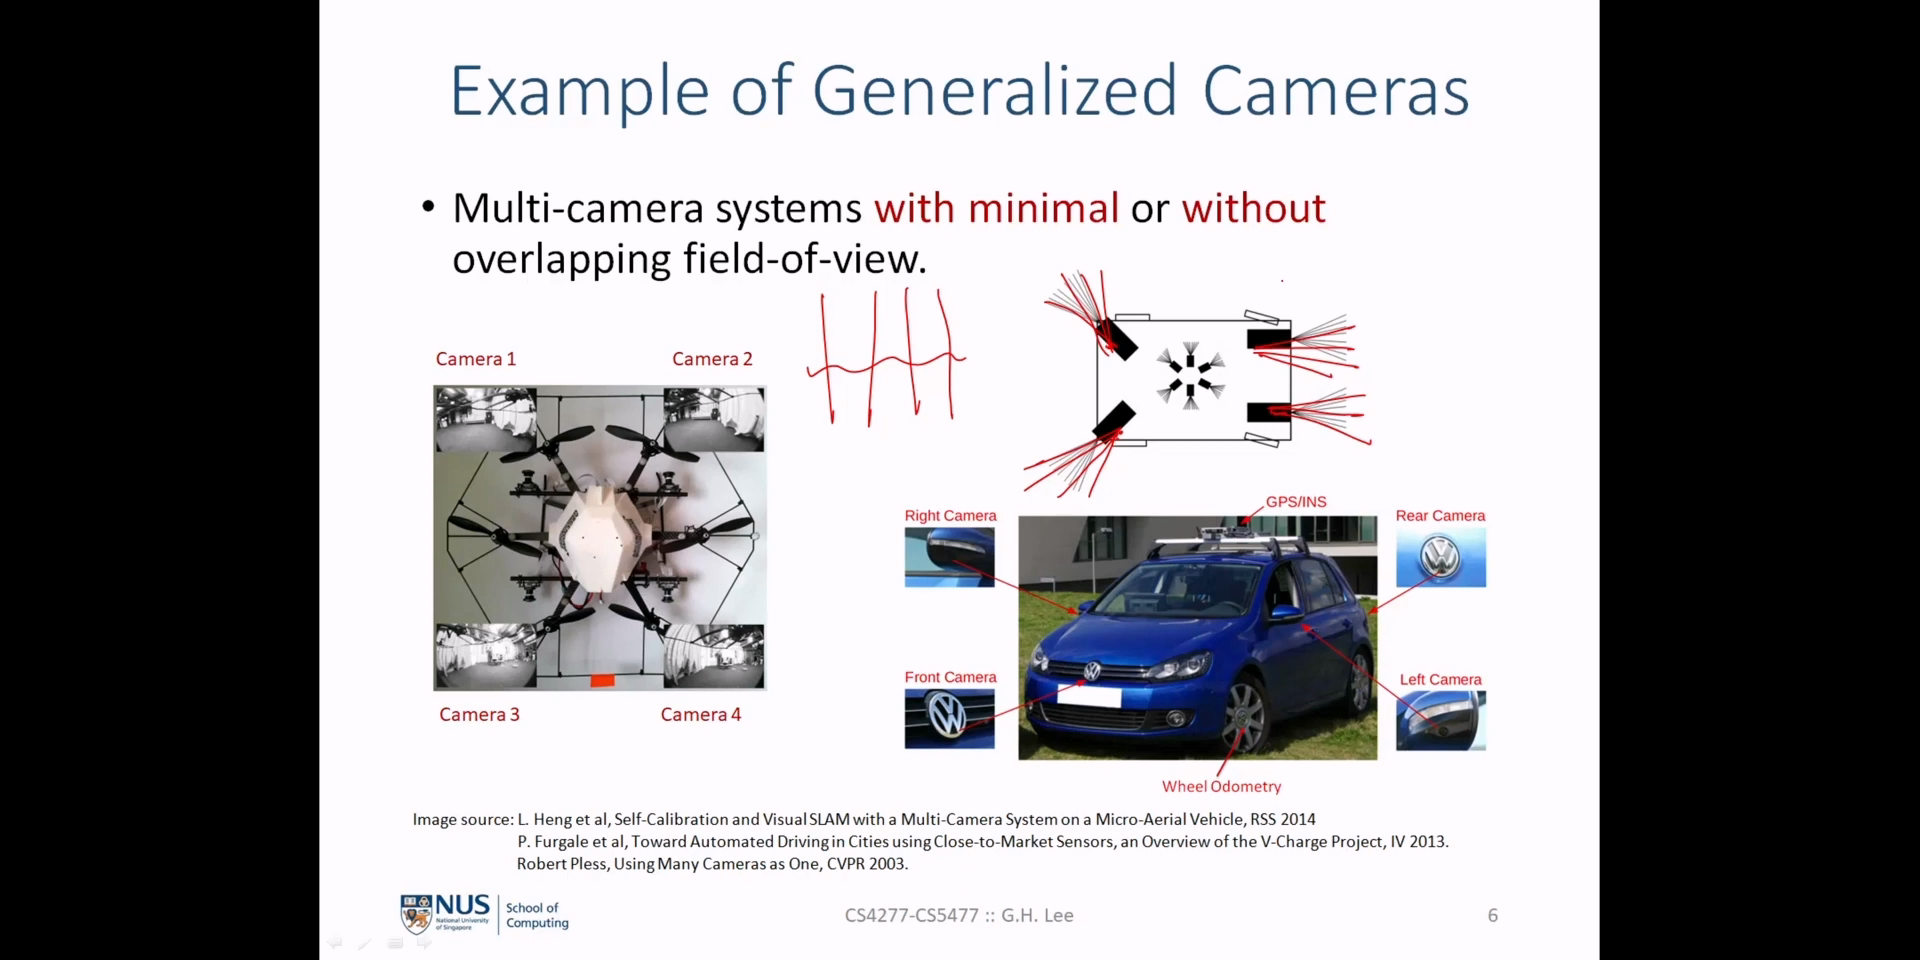 Example of Generalized Cameras
• Multi-camera systems with minimal or without
overlapping field-of-view.
Camera 1
Camera 2
Camera 3
Camera 4
GPS/INS
Right Camera
Rear Camera
Front Camera
Left Camera
Wheel Odometry
Image source: L. Heng et al, Self-Calibration and Visual SLAM with a Multi-Camera System on a Micro-Aerial Vehicle, RSS 2014
P. Furgale et al, Toward Automated Driving in Cities using Close-to-Market Sensors, an Overview of the V-Charge Project, IV 2013.
Robert Pless, Using Many Cameras as One, CVPR 2003.
NUS
National University
of Singapore
School of
Computing
CS4277-CS5477 :: G.H. Lee
6